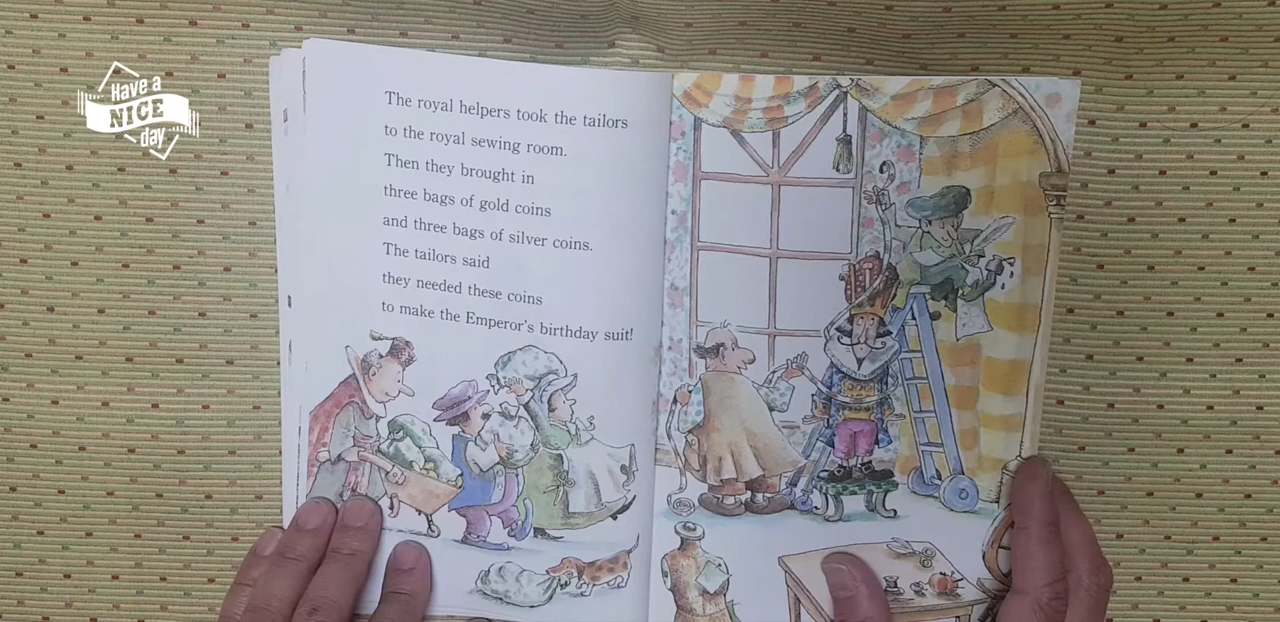 Have a
NICE
day
The royal helpers took the tailors
to the royal sewing room.
Then they brought in
three bags of gold coins
and three bags of silver coins.
The tailors said
they needed these coins
to make the Emperor's birthday suit!